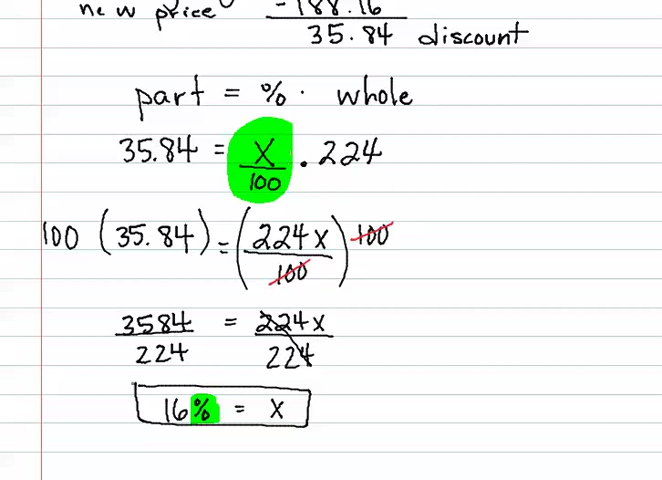 new price -188.16
35.84 discount
part = % · whole
35.84 = x/100 · 224
100 (35.84) = (224x/100) 100
3584/224 = 224x/224
16% = x